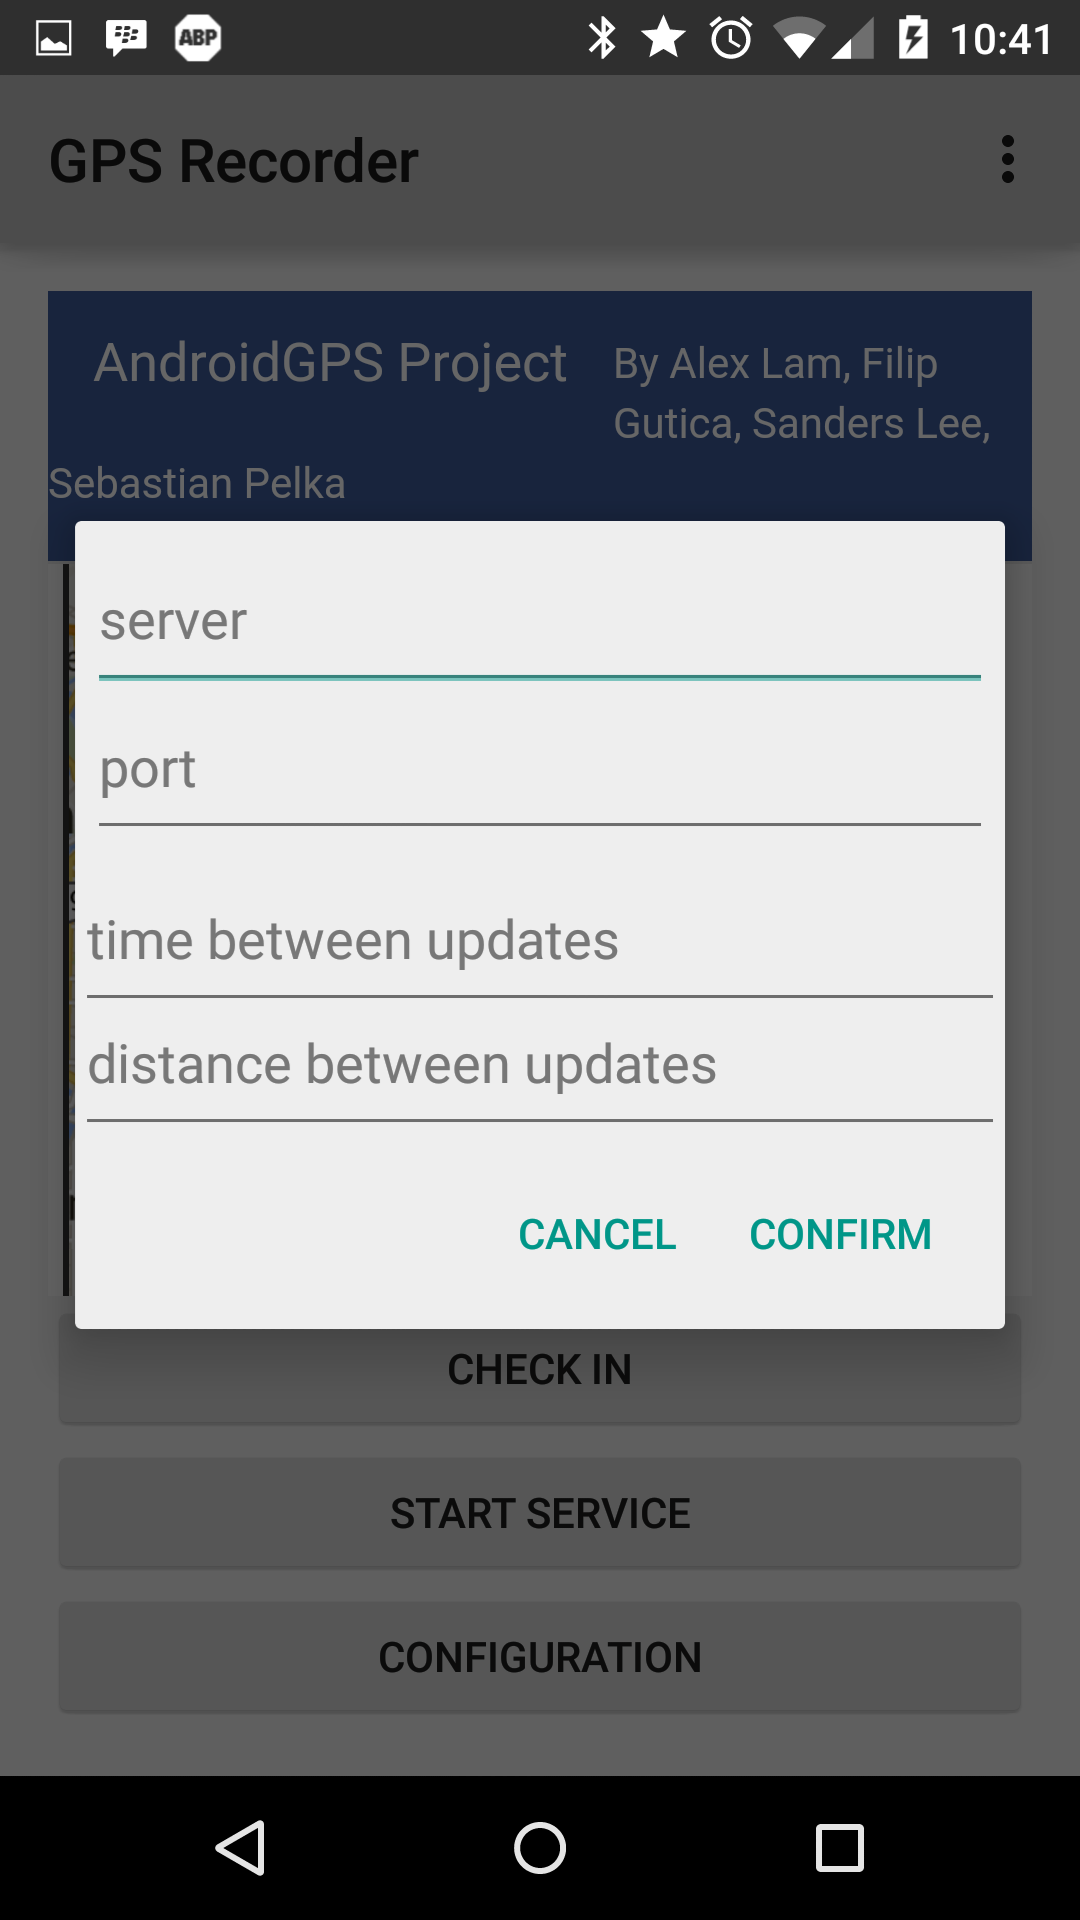 ABP
10:41
GPS Recorder
AndroidGPS Project
By Alex Lam, Filip
Gutica, Sanders Lee,
Sebastian Pelka
server
port
time between updates
distance between updates
CANCEL
CONFIRM
CHECK IN
START SERVICE
CONFIGURATION